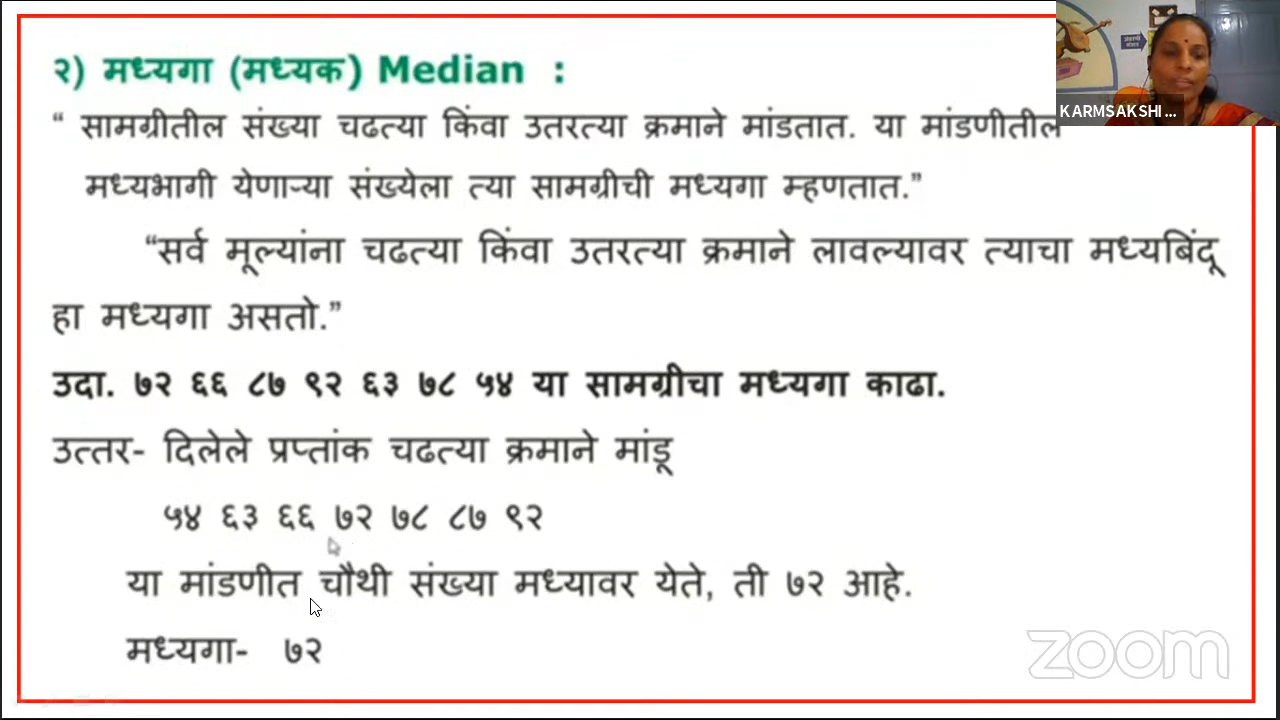 २) मध्यगा (मध्यक) Median :
“ सामग्रीतील संख्या चढत्या किंवा उतरत्या क्रमाने मांडतात. या मांडणीतील
मध्यभागी येणाऱ्या संख्येला त्या सामग्रीची मध्यगा म्हणतात.”
“सर्व मूल्यांना चढत्या किंवा उतरत्या क्रमाने लावल्यावर त्याचा मध्यबिंदू
हा मध्यगा असतो.”
उदा. ७२ ६६ ८७ ९२ ६३ ७८ ५४ या सामग्रीचा मध्यगा काढा.
उत्तर- दिलेले प्रप्तांक चढत्या क्रमाने मांडू
५४ ६३ ६६ ७२ ७८ ८७ ९२
या मांडणीत चौथी संख्या मध्यावर येते, ती ७२ आहे.
मध्यगा- ७२
KARMSAKSHI ...
zoom